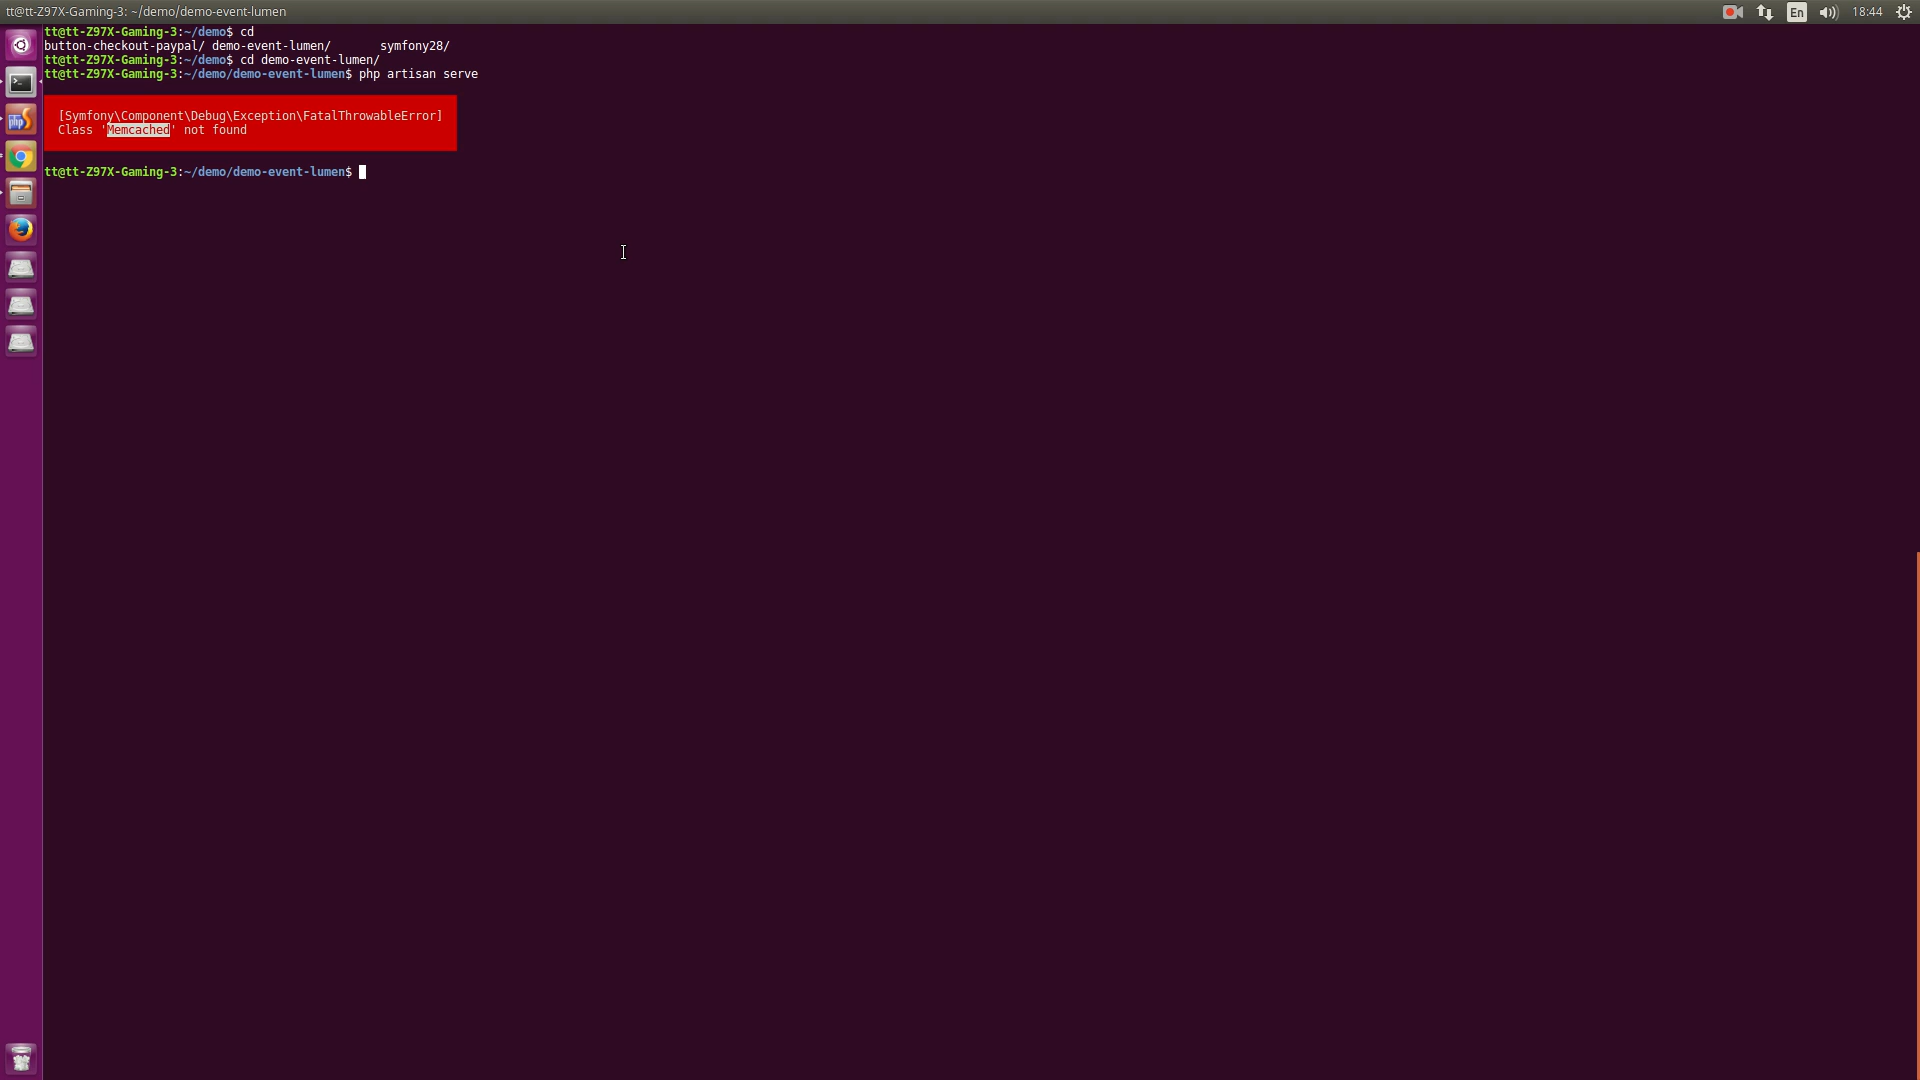 tt@tt-Z97X-Gaming-3: ~/demo/demo-event-lumen
En
18:44
tt@tt-Z97X-Gaming-3:~/demo$ cd
button-checkout-paypal/ demo-event-lumen/       symfony28/
tt@tt-Z97X-Gaming-3:~/demo$ cd demo-event-lumen/
tt@tt-Z97X-Gaming-3:~/demo/demo-event-lumen$ php artisan serve
[Symfony\Component\Debug\Exception\FatalThrowableError]
Class 'Memcached' not found
tt@tt-Z97X-Gaming-3:~/demo/demo-event-lumen$
php